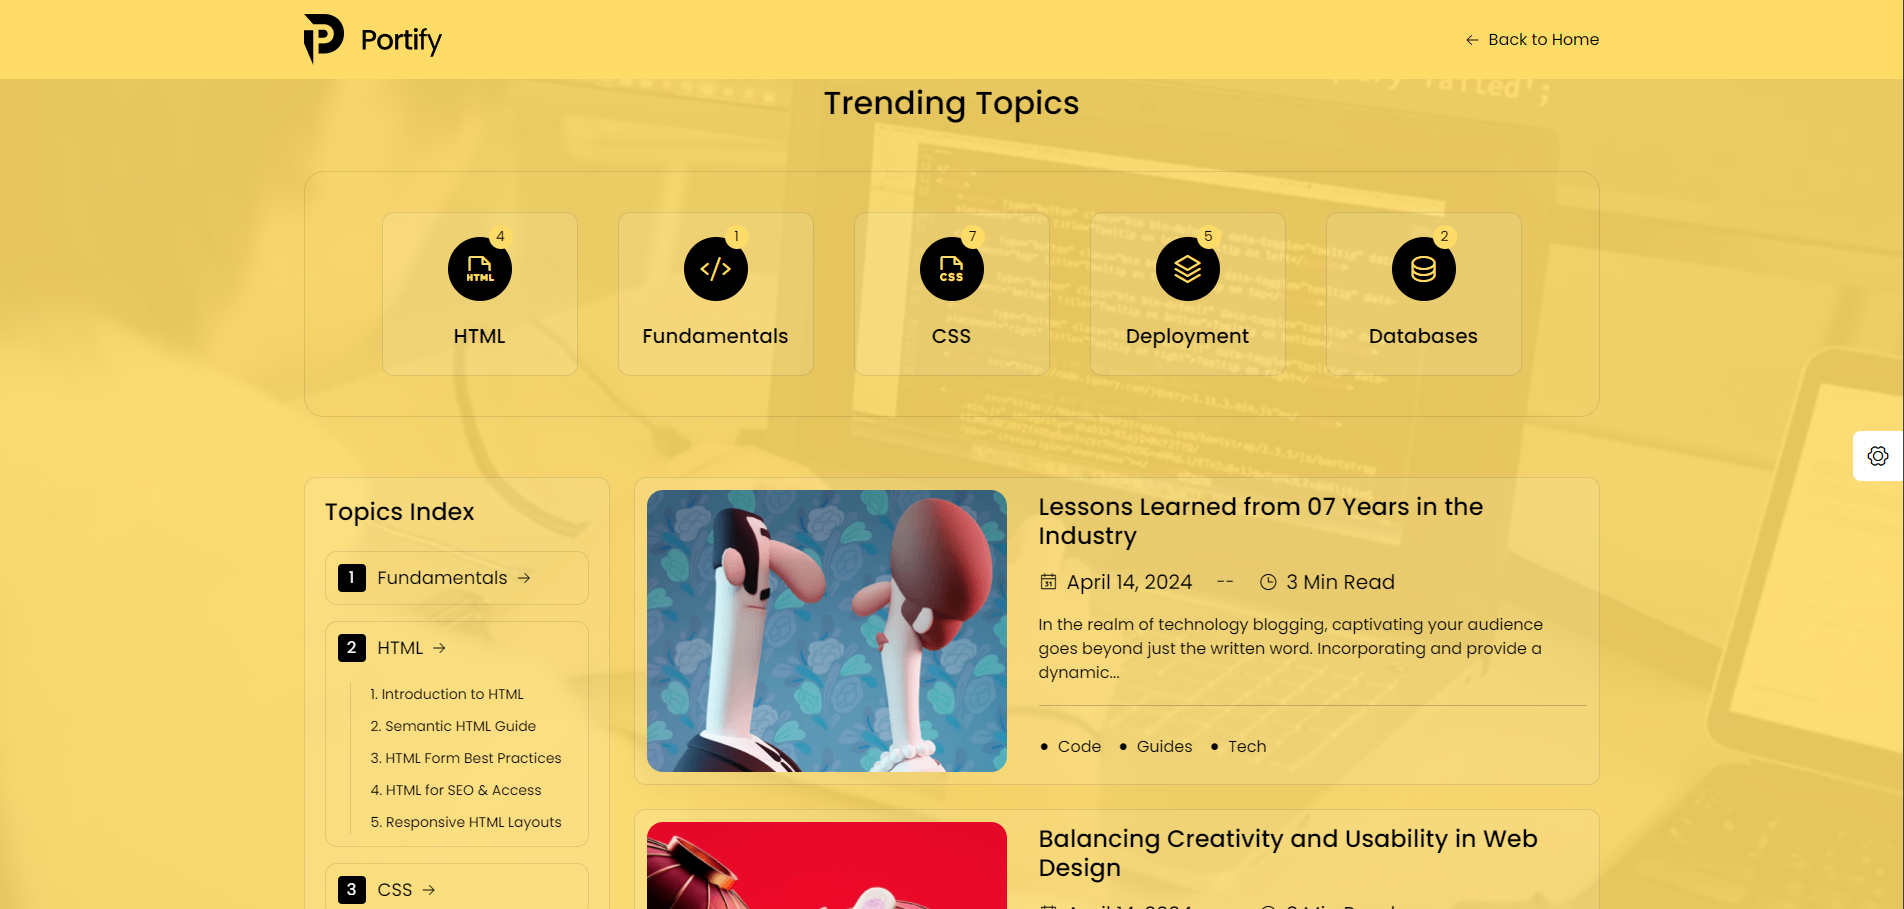 Portify
Back to Home
Trending Topics
4
HTML
HTML
1
</>
Fundamentals
7
CSS
CSS
5
Deployment
2
Databases
Topics Index
1 Fundamentals
2 HTML
1. Introduction to HTML
2. Semantic HTML Guide
3. HTML Form Best Practices
4. HTML for SEO & Access
5. Responsive HTML Layouts
3 CSS
Lessons Learned from 07 Years in the
Industry
31 April 14, 2024 -- 3 Min Read
In the realm of technology blogging, captivating your audience
goes beyond just the written word. Incorporating and provide a
dynamic...
Code Guides Tech
Balancing Creativity and Usability in Web
Design